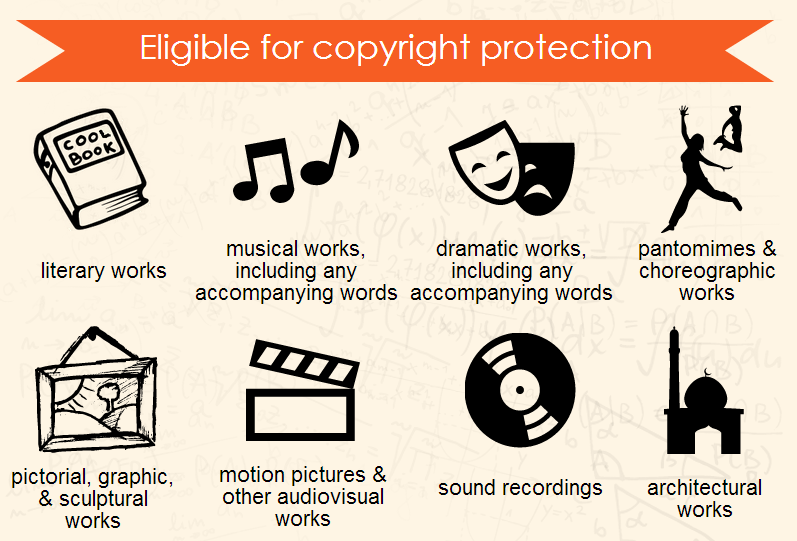 Eligible for copyright protection
COOL
BOOK
literary works
musical works,
including any
accompanying words
dramatic works,
including any
accompanying words
pantomimes &
choreographic
works
pictorial, graphic,
& sculptural
works
motion pictures &
other audiovisual
works
sound recordings
architectural
works